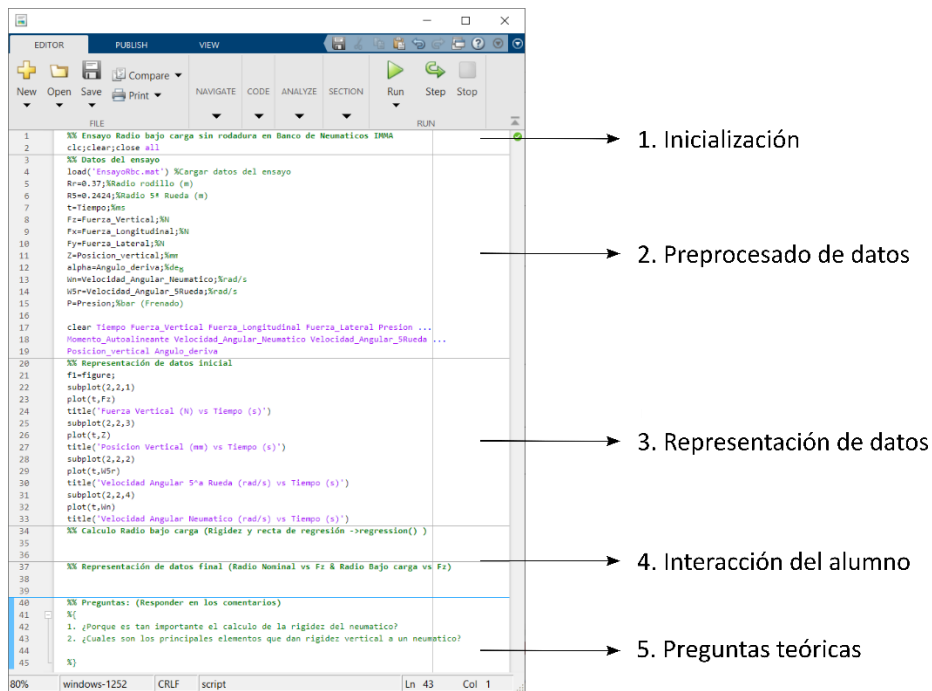 EDITOR PUBLISH VIEW
New Open Save Compare Print NAVIGATE CODE ANALYZE SECTION Run Step Stop
FILE RUN
1 %% Ensayo Radio bajo carga sin rodadura en Banco de Neumaticos IMMA
2 clc;clear;close all
3 %% Datos del ensayo
4 load('EnsayoRbc.mat') %Cargar datos del ensayo
5 Rr=0.37;%Radio rodillo (m)
6 R5=0.2424;%Radio 5ª Rueda (m)
7 t=Tiempo;%ms
8 Fz=Fuerza_Vertical;%N
9 Fx=Fuerza_Longitudinal;%N
10 Fy=Fuerza_Lateral;%N
11 Z=Posicion_vertical;%mm
12 alpha=Angulo_deriva;%deg
13 Wn=Velocidad_Angular_Neumatico;%rad/s
14 W5r=Velocidad_Angular_5Rueda;%rad/s
15 P=Presion;%bar (Frenado)
16
17 clear Tiempo Fuerza_Vertical Fuerza_Longitudinal Fuerza_Lateral Presion ...
18 Momento_Autoalineante Velocidad_Angular_Neumatico Velocidad_Angular_5Rueda ...
19 Posicion_vertical Angulo_deriva
20 %% Representación de datos inicial
21 f1=figure;
22 subplot(2,2,1)
23 plot(t,Fz)
24 title('Fuerza Vertical (N) vs Tiempo (s)')
25 subplot(2,2,3)
26 plot(t,Z)
27 title('Posicion Vertical (mm) vs Tiempo (s)')
28 subplot(2,2,2)
29 plot(t,W5r)
30 title('Velocidad Angular 5^a Rueda (rad/s) vs Tiempo (s)')
31 subplot(2,2,4)
32 plot(t,Wn)
33 title('Velocidad Angular Neumatico (rad/s) vs Tiempo (s)')
34 %% Calculo Radio bajo carga (Rigidez y recta de regresión ->regression() )
35
36
37 %% Representación de datos final (Radio Nominal vs Fz & Radio Bajo carga vs Fz)
38
39
40 %% Preguntas: (Responder en los comentarios)
41 %{
42 1. ¿Porque es tan importante el calculo de la rigidez del neumatico?
43 2. ¿Cuales son los principales elementos que dan rigidez vertical a un neumatico?
44
45 %}
80% windows-1252 CRLF script Ln 43 Col 1
1. Inicialización
2. Preprocesado de datos
3. Representación de datos
4. Interacción del alumno
5. Preguntas teóricas